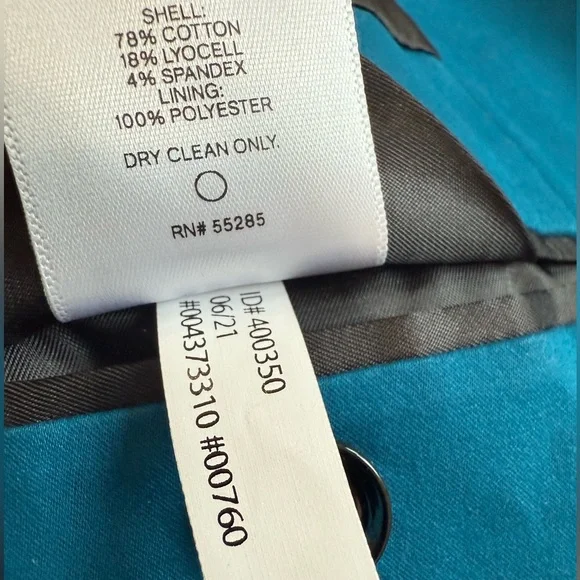 SHELL:
78% COTTON
18% LYOCELL
4% SPANDEX
LINING:
100% POLYESTER
DRY CLEAN ONLY.
RN# 55285
ID#400350
06/21
#004373310 #00760